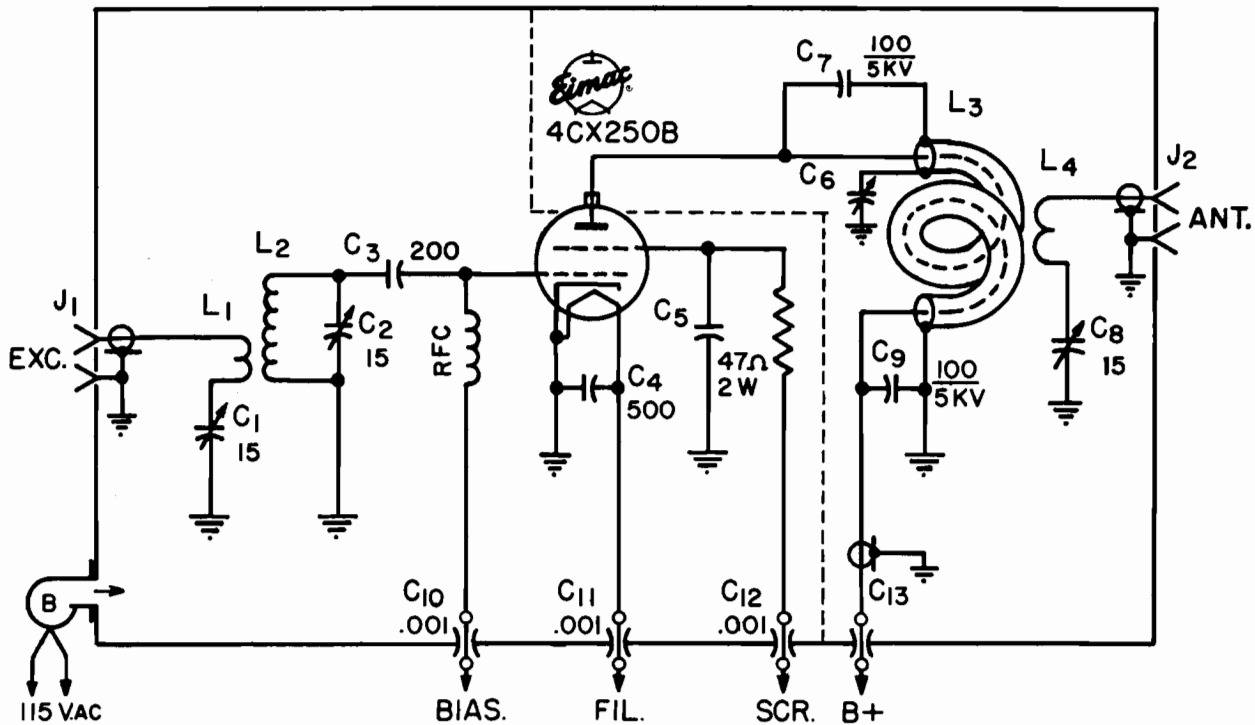 Eimac
4CX250B
J1
EXC.
L1
C1
15
L2
C2
15
C3
200
RFC
C4
500
C5
47Ω
2W
C6
C7
100
5KV
L3
L4
J2
ANT.
C8
15
C9
100
5KV
B
115 V.AC
C10
.001
C11
.001
C12
.001
C13
BIAS.
FIL.
SCR.
B+